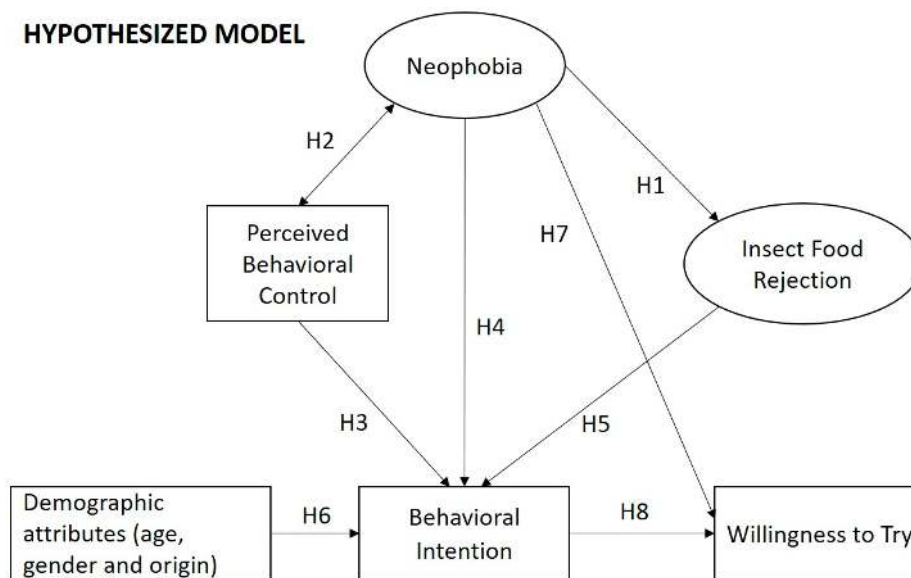 HYPOTHESIZED MODEL
Neophobia
H2
H1
Perceived
Behavioral
Control
H7
Insect Food
Rejection
H4
H3
H5
Demographic
attributes (age,
gender and origin)
H6
Behavioral
Intention
H8
Willingness to Try